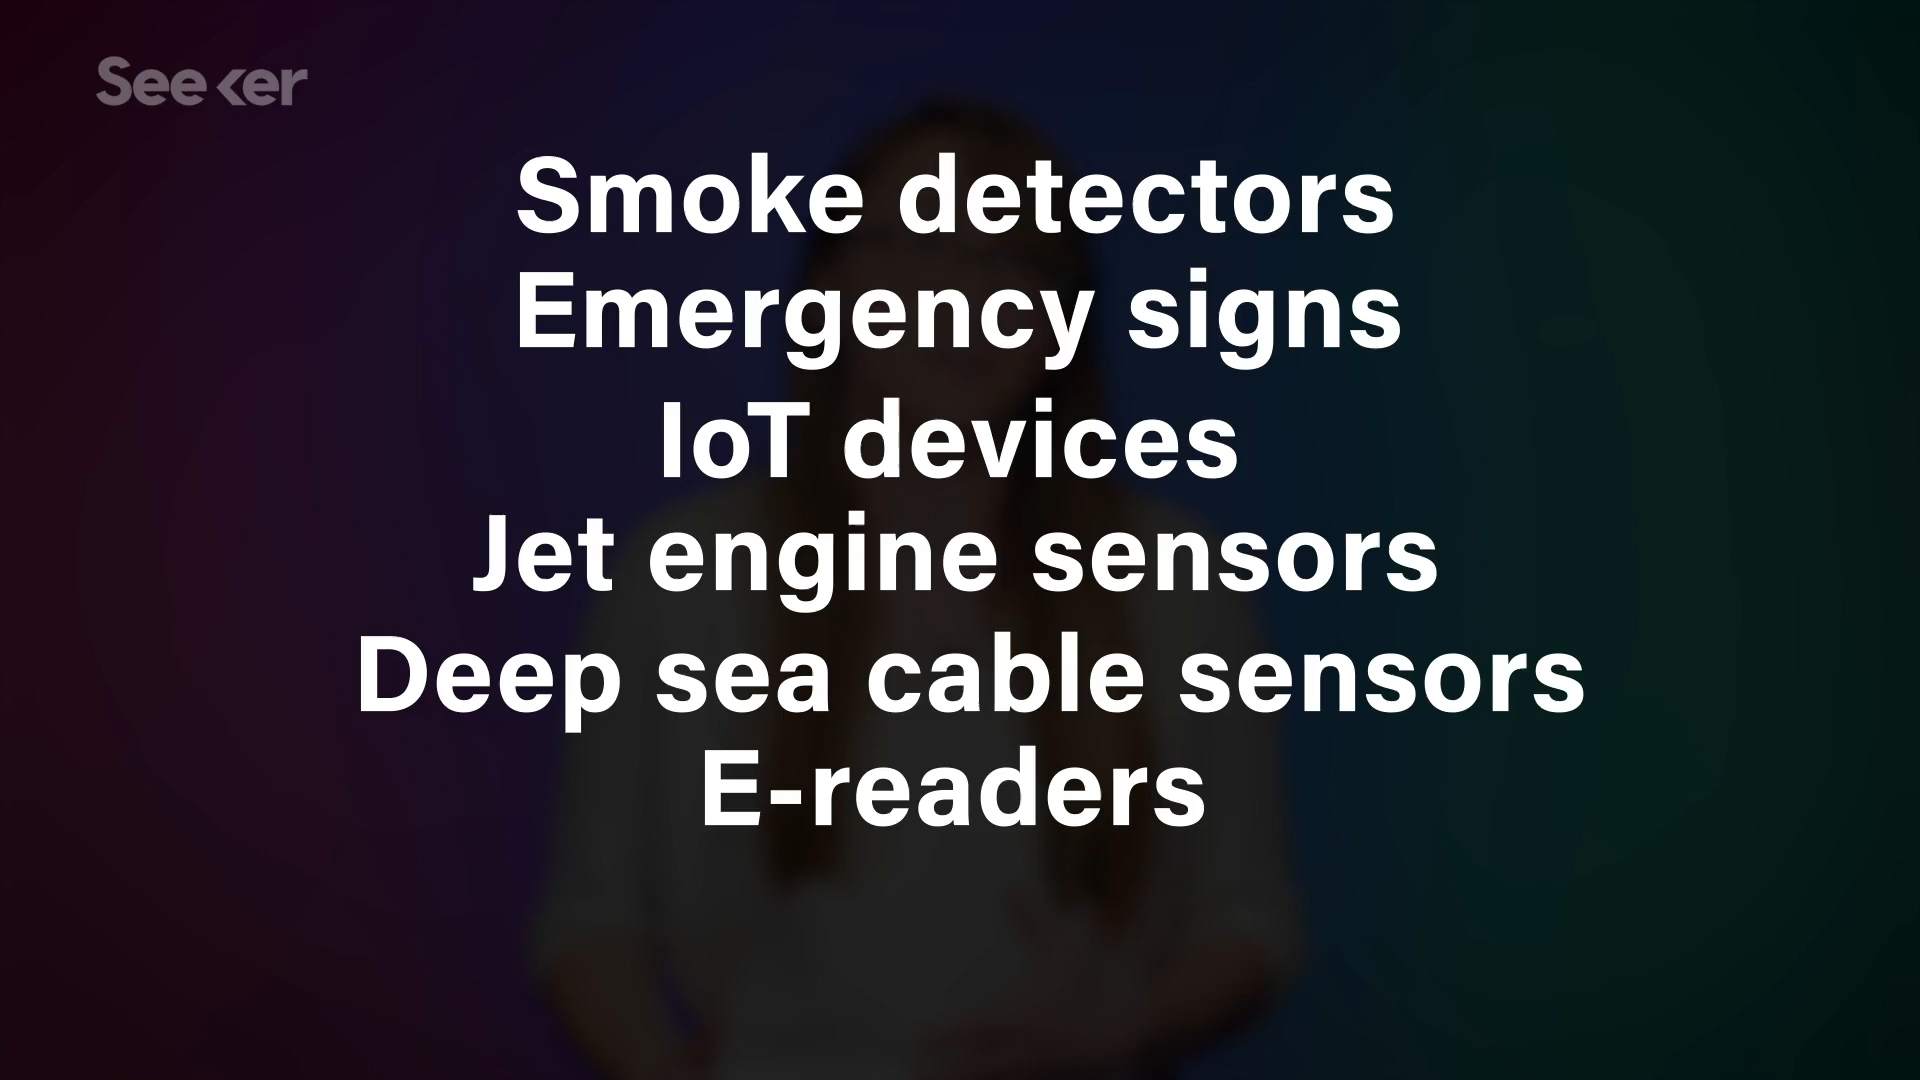 Seeker
Smoke detectors
Emergency signs
IoT devices
Jet engine sensors
Deep sea cable sensors
E-readers